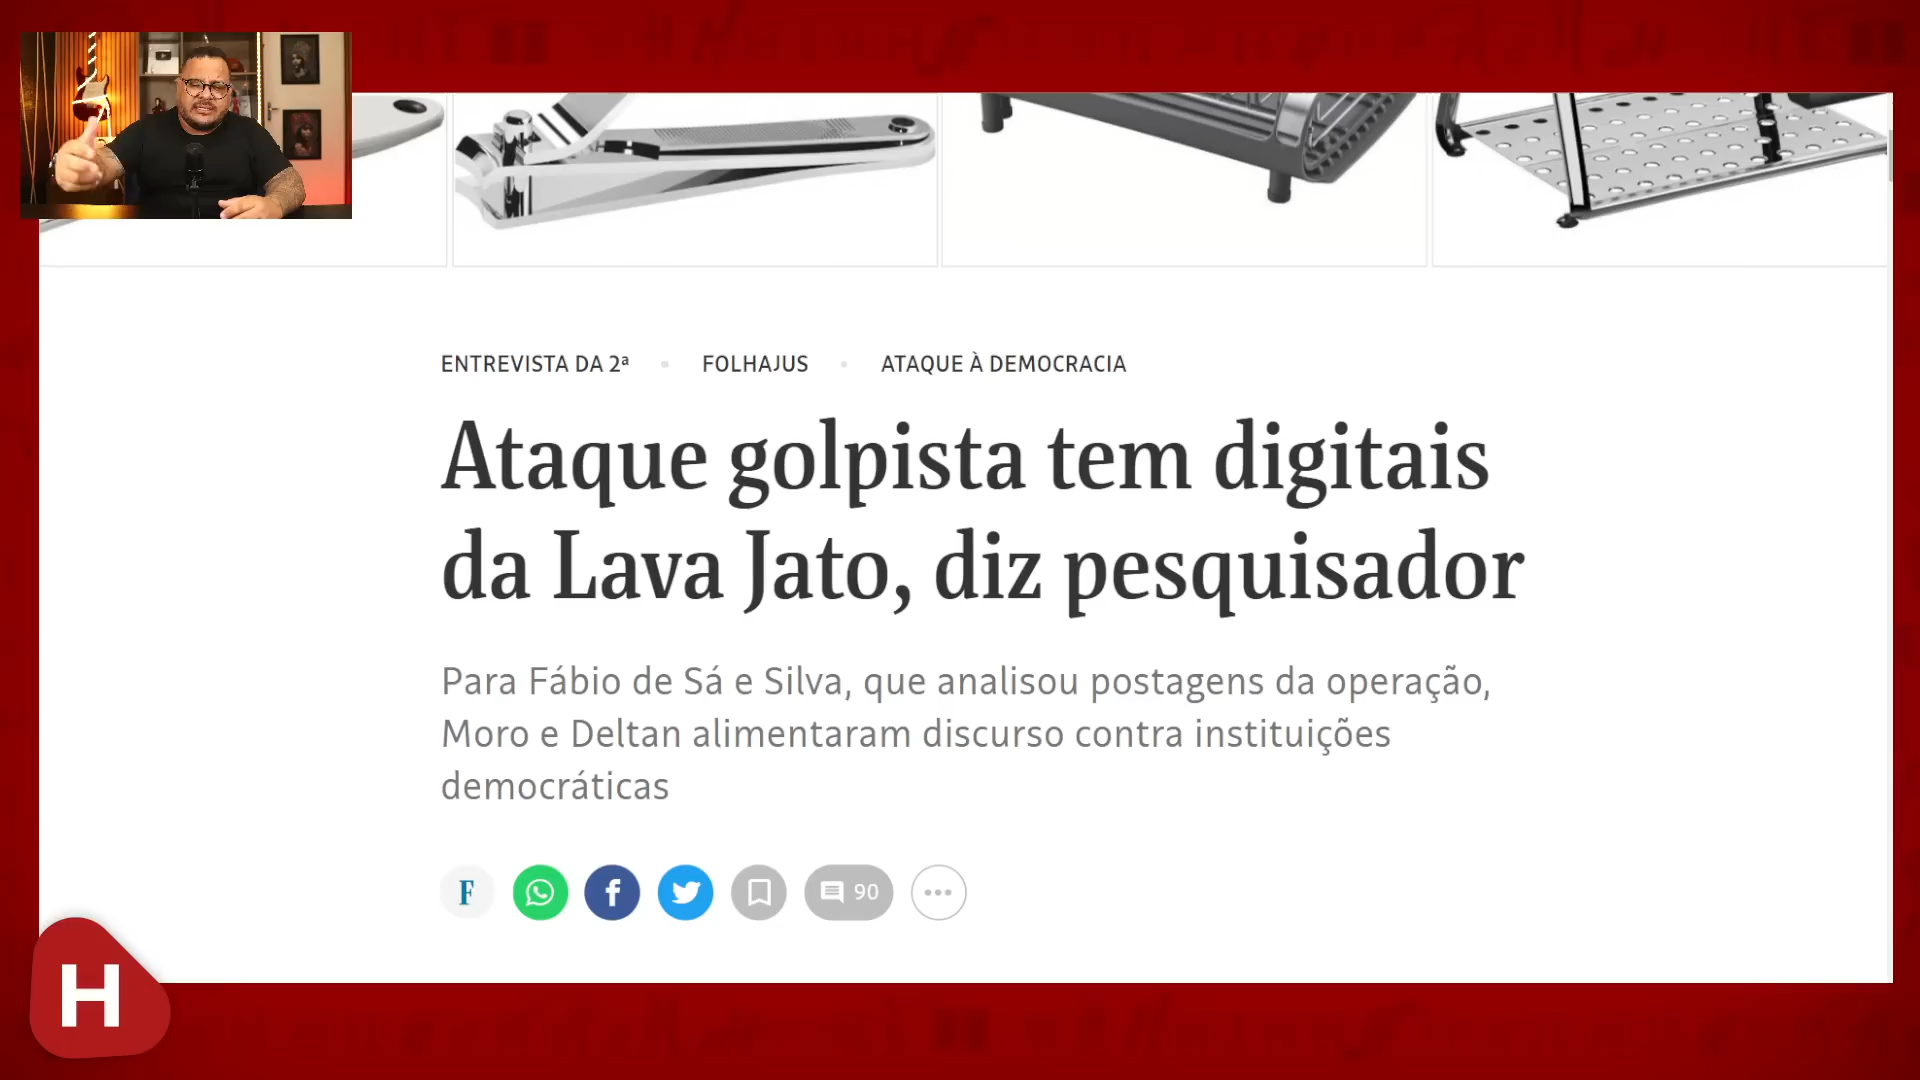 ENTREVISTA DA 2ª • FOLHAJUS • ATAQUE À DEMOCRACIA
Ataque golpista tem digitais
da Lava Jato, diz pesquisador
Para Fábio de Sá e Silva, que analisou postagens da operação,
Moro e Deltan alimentaram discurso contra instituições
democráticas
F
90
H